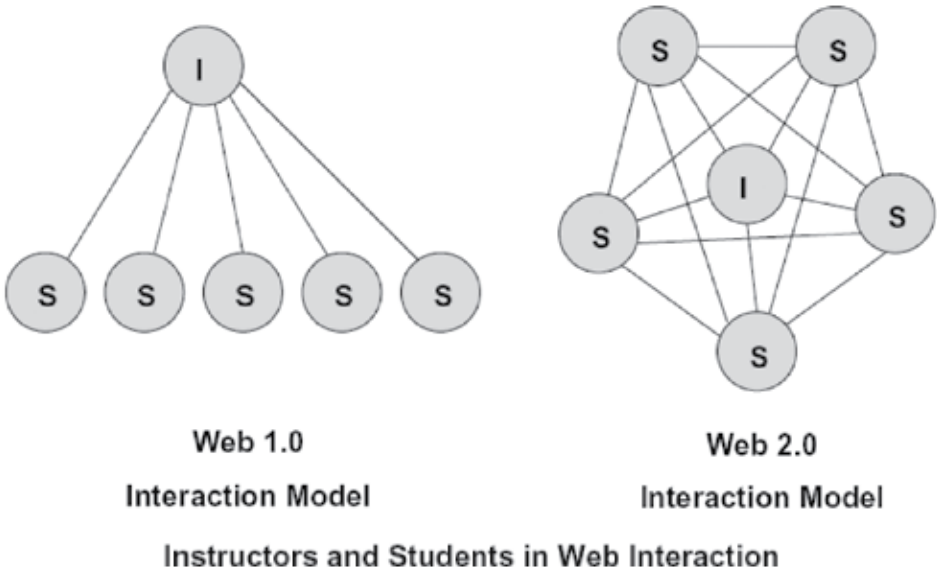 I
S S S S S
S S
I
S S
S
Web 1.0
Interaction Model
Web 2.0
Interaction Model
Instructors and Students in Web Interaction